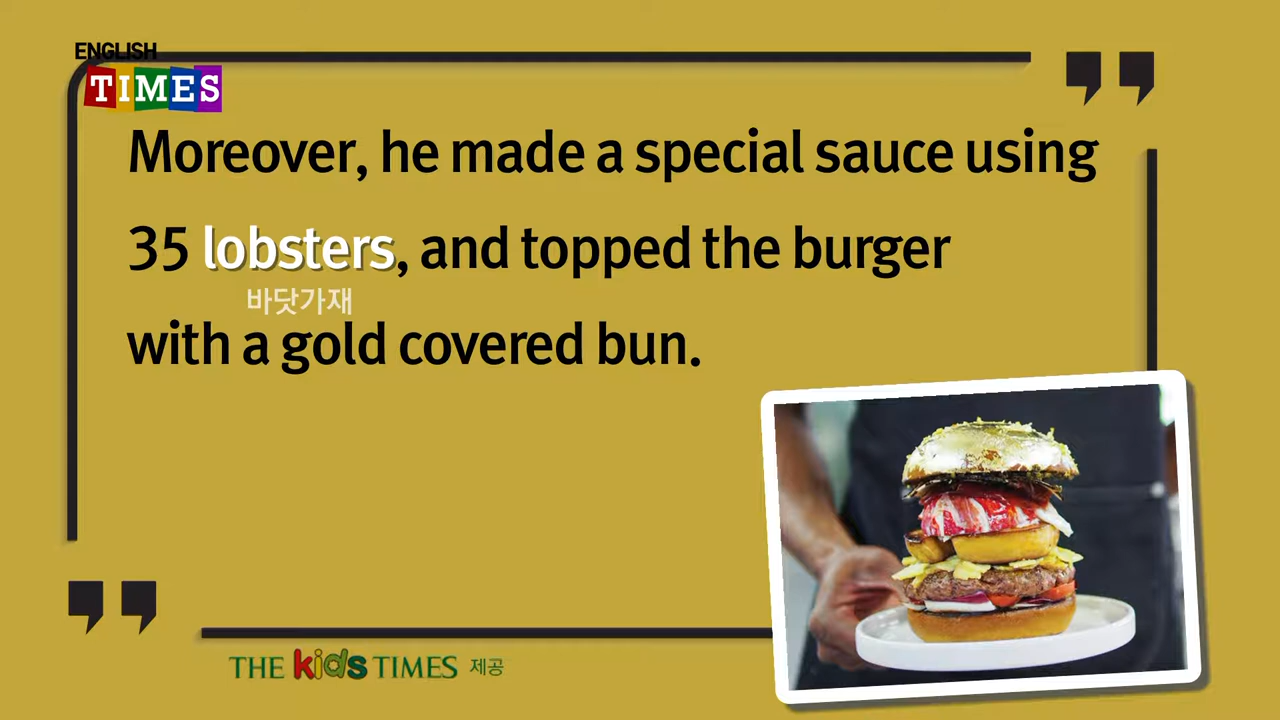 ENGLISH
TIMES
Moreover, he made a special sauce using
35 lobsters, and topped the burger
바닷가재
with a gold covered bun.
THE kids TIMES 제공